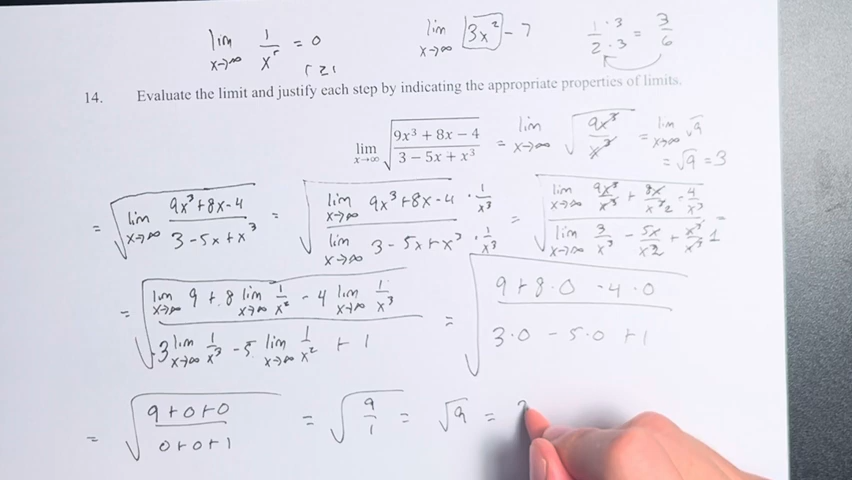 lim x→∞ 1/x^r = 0   lim x→∞ 3x² - 7   1·3/2·3 = 3/6
r ≥ 1
14. Evaluate the limit and justify each step by indicating the appropriate properties of limits.
lim x→∞ √((9x³ + 8x − 4)/(3 − 5x + x³)) = lim x→∞ √(9x³/x³) = lim x→∞ √9
= √9 = 3
= √(lim x→∞ (9x³+8x-4)/(3-5x+x³)) = √((lim x→∞ 9x³+8x-4 · 1/x³)/(lim x→∞ 3-5x+x³ · 1/x³)) = √((lim x→∞ 9x³/x³ + 8x/x³2 - 4/x³)/(lim x→∞ 3/x³ - 5x/x³2 + x³/x³ 1)) =
= √((lim x→∞ 9 + 8 lim x→∞ 1/x² - 4 lim x→∞ 1/x³)/(3 lim x→∞ 1/x³ - 5 lim x→∞ 1/x² + 1)) = √((9+8·0 -4·0)/(3·0 - 5·0 +1))
= √((9+0+0)/(0+0+1)) = √(9/1) = √9 =